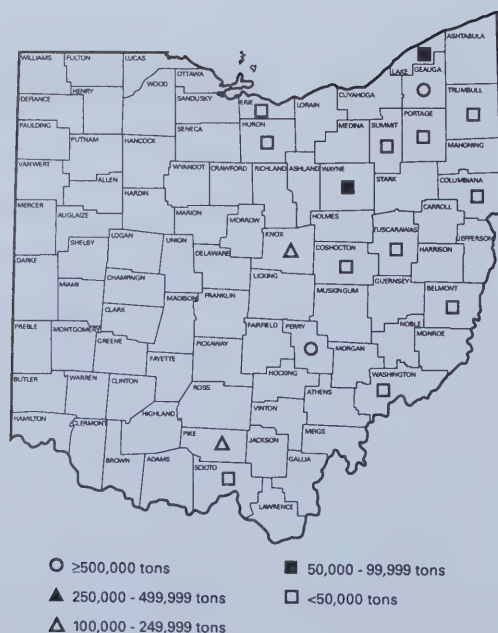 ASHTABULA
WILLIAMS FULTON LUCAS LAKE GEAUGA
OTTAWA
HENRY WOOD CUYAHOGA TRUMBULL
DEFIANCE SANDUSKY ERIE LORAIN PORTAGE
PAULDING HURON MEDINA SUMMIT
PUTNAM HANCOCK SENECA MAHONING
VAN WERT WYANDOT CRAWFORD RICHLAND ASHLAND WAYNE STARK COLUMBIANA
ALLEN
MERCER HARDIN CARROLL
AUGLAIZE MARION MORROW HOLMES TUSCARAWAS JEFFERSON
SHELBY LOGAN UNION KNOX COSHOCTON HARRISON
DARKE DELAWARE
MIAMI CHAMPAIGN LICKING GUERNSEY BELMONT
CLARK MADISON FRANKLIN MUSKINGUM
PREBLE MONTGOMERY GREENE FAIRFIELD PERRY NOBLE MONROE
PICKAWAY MORGAN
FAYETTE HOCKING WASHINGTON
BUTLER WARREN CLINTON ROSS ATHENS
HAMILTON CLERMONT HIGHLAND VINTON
PIKE MEIGS
BROWN ADAMS JACKSON
SCIOTO GALLIA
LAWRENCE
≥500,000 tons
250,000 - 499,999 tons
100,000 - 249,999 tons
50,000 - 99,999 tons
<50,000 tons